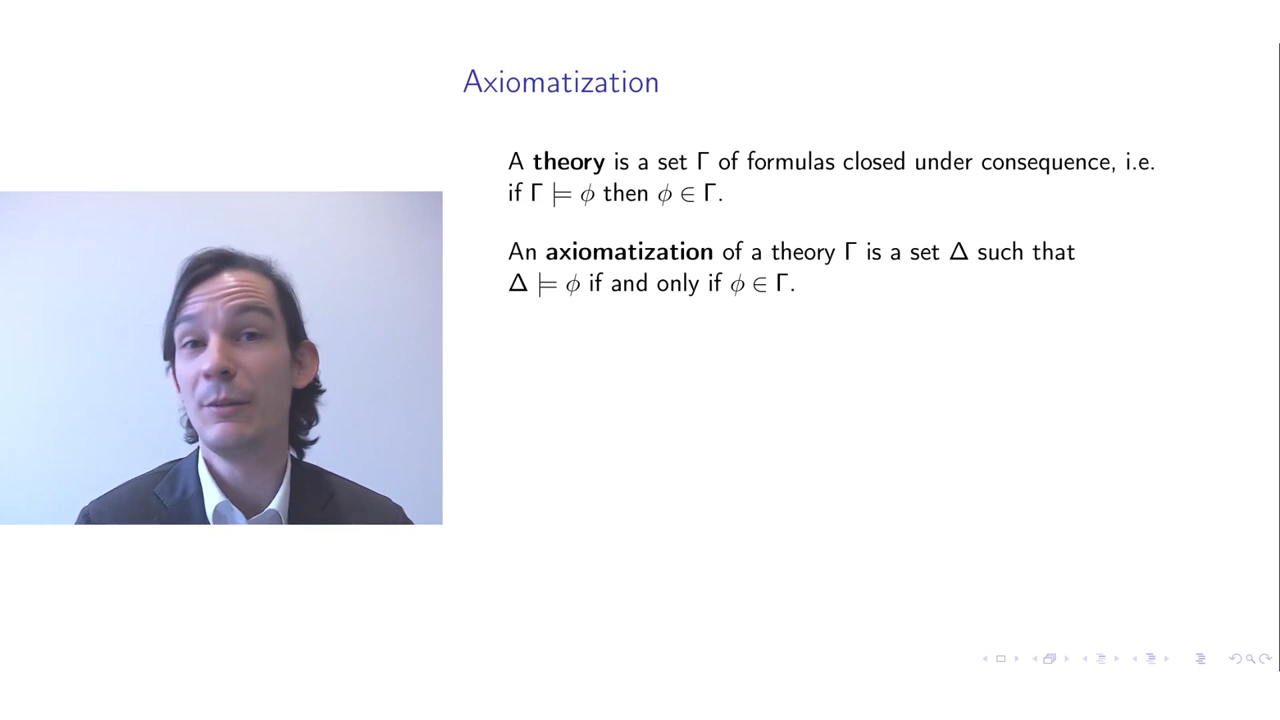 Axiomatization
A theory is a set Γ of formulas closed under consequence, i.e.
if Γ ⊨ ϕ then ϕ ∈ Γ.
An axiomatization of a theory Γ is a set Δ such that
Δ ⊨ ϕ if and only if ϕ ∈ Γ.